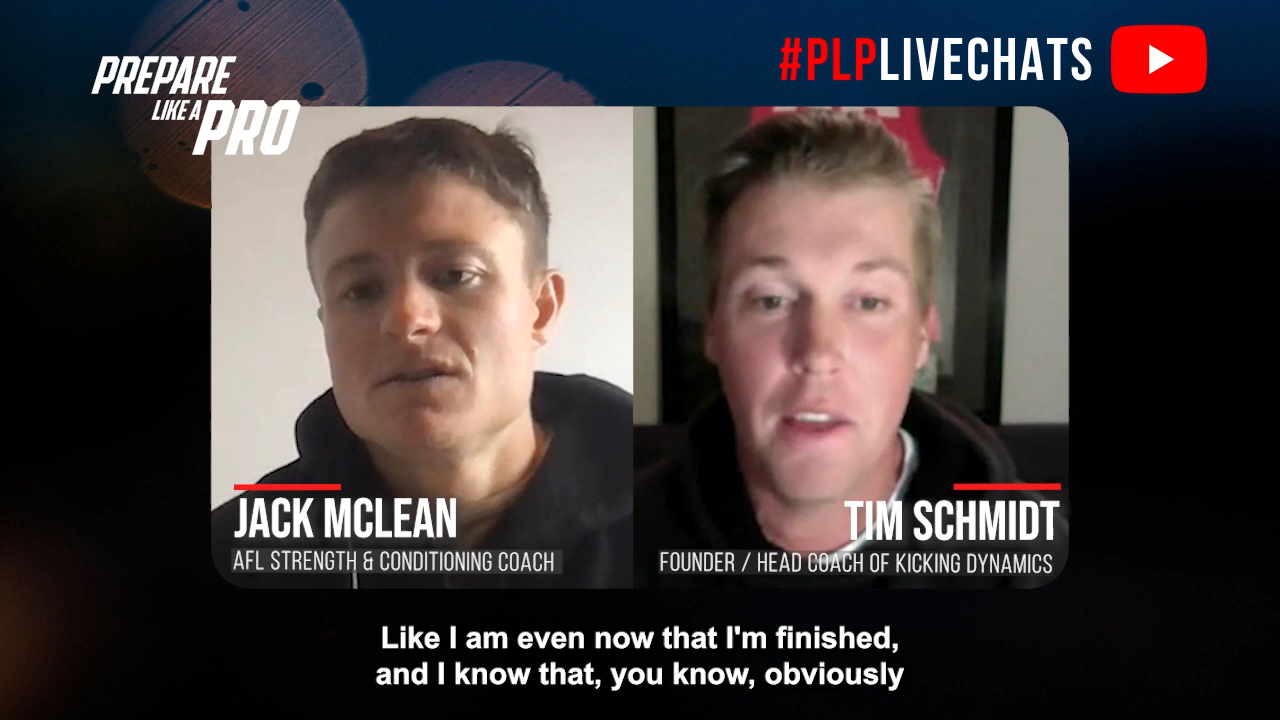 PREPARE
LIKE A
PRO
#PLPLIVECHATS
JACK MCLEAN
AFL STRENGTH & CONDITIONING COACH
TIM SCHMIDT
FOUNDER / HEAD COACH OF KICKING DYNAMICS
Like I am even now that I'm finished,
and I know that, you know, obviously